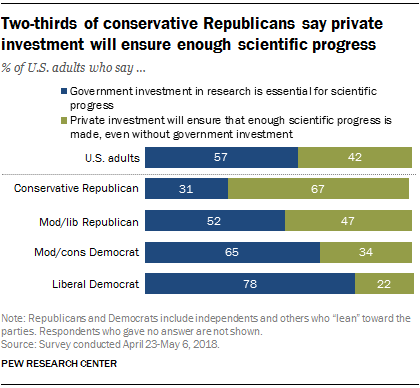 Two-thirds of conservative Republicans say private
investment will ensure enough scientific progress
% of U.S. adults who say ...
Government investment in research is essential for scientific
progress
Private investment will ensure that enough scientific progress is
made, even without government investment
U.S. adults 57 42
Conservative Republican 31 67
Mod/lib Republican 52 47
Mod/cons Democrat 65 34
Liberal Democrat 78 22
Note: Republicans and Democrats include independents and others who “lean” toward the
parties. Respondents who gave no answer are not shown.
Source: Survey conducted April 23-May 6, 2018.
PEW RESEARCH CENTER